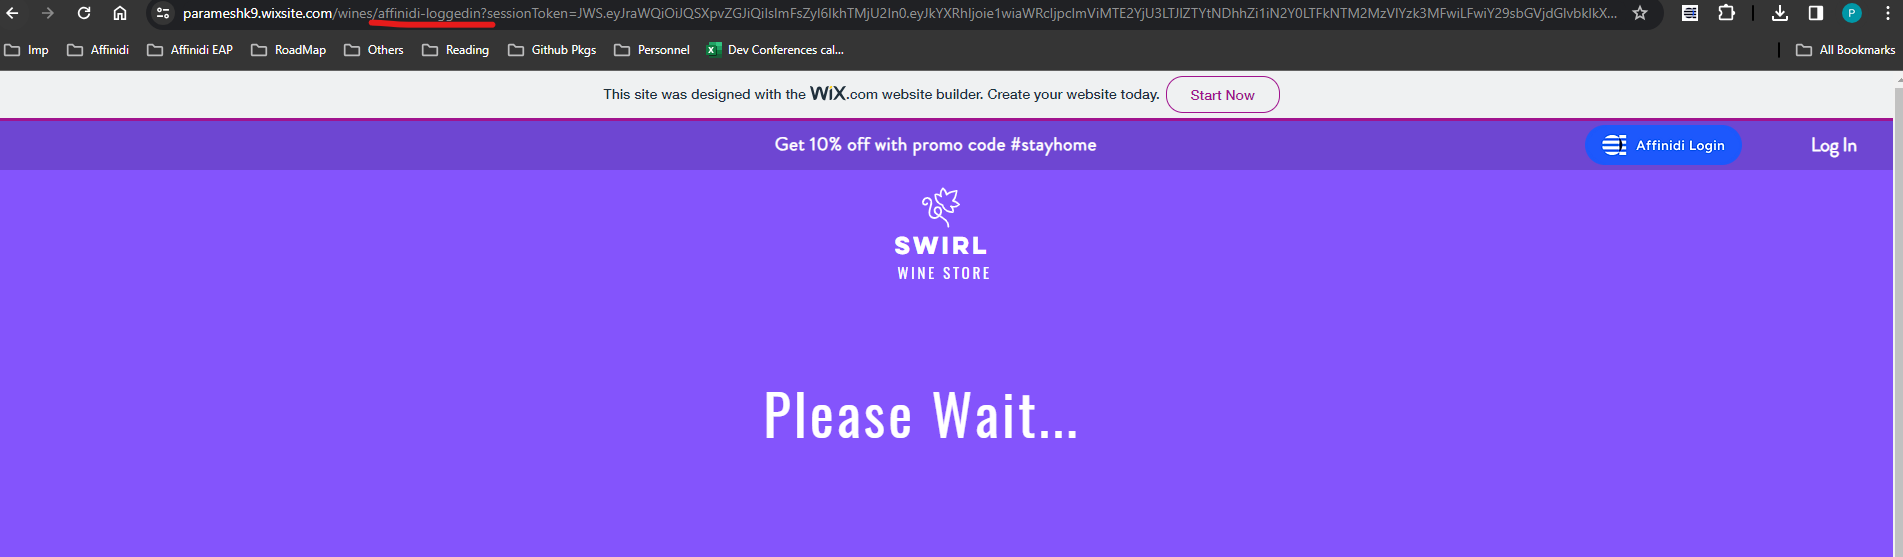 parameshk9.wixsite.com/wines/affinidi-loggedin?sessionToken=JWS.
Imp Affinidi Affinidi EAP RoadMap Others Reading Github Pkgs Personnel Dev Conferences cal... All Bookmarks
This site was designed with the WiX.com website builder. Create your website today. Start Now
Get 10% off with promo code #stayhome Affinidi Login Log In
SWIRL
WINE STORE
Please Wait...